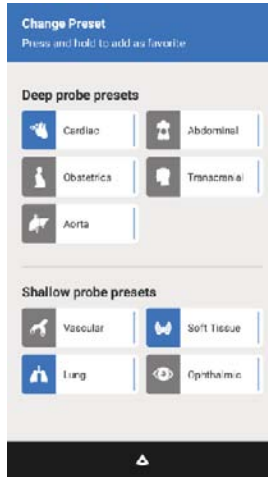 Change Preset
Press and hold to add as favorite
Deep probe presets
Cardiac
Abdominal
Obstetrics
Transcranial
Aorta
Shallow probe presets
Vascular
Soft Tissue
Lung
Ophthalmic